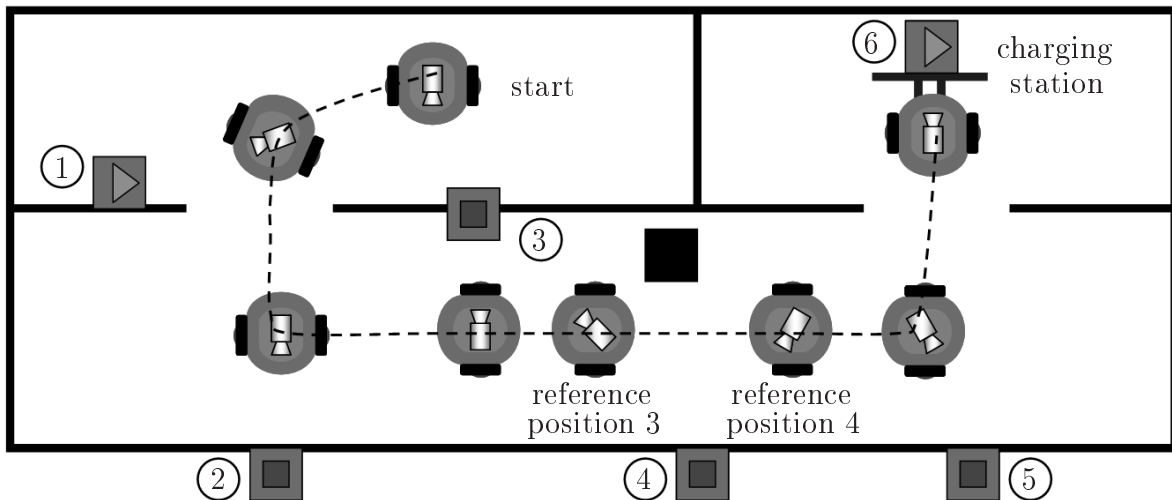 6
charging
station
start
1
3
reference
position 3
reference
position 4
2
4
5